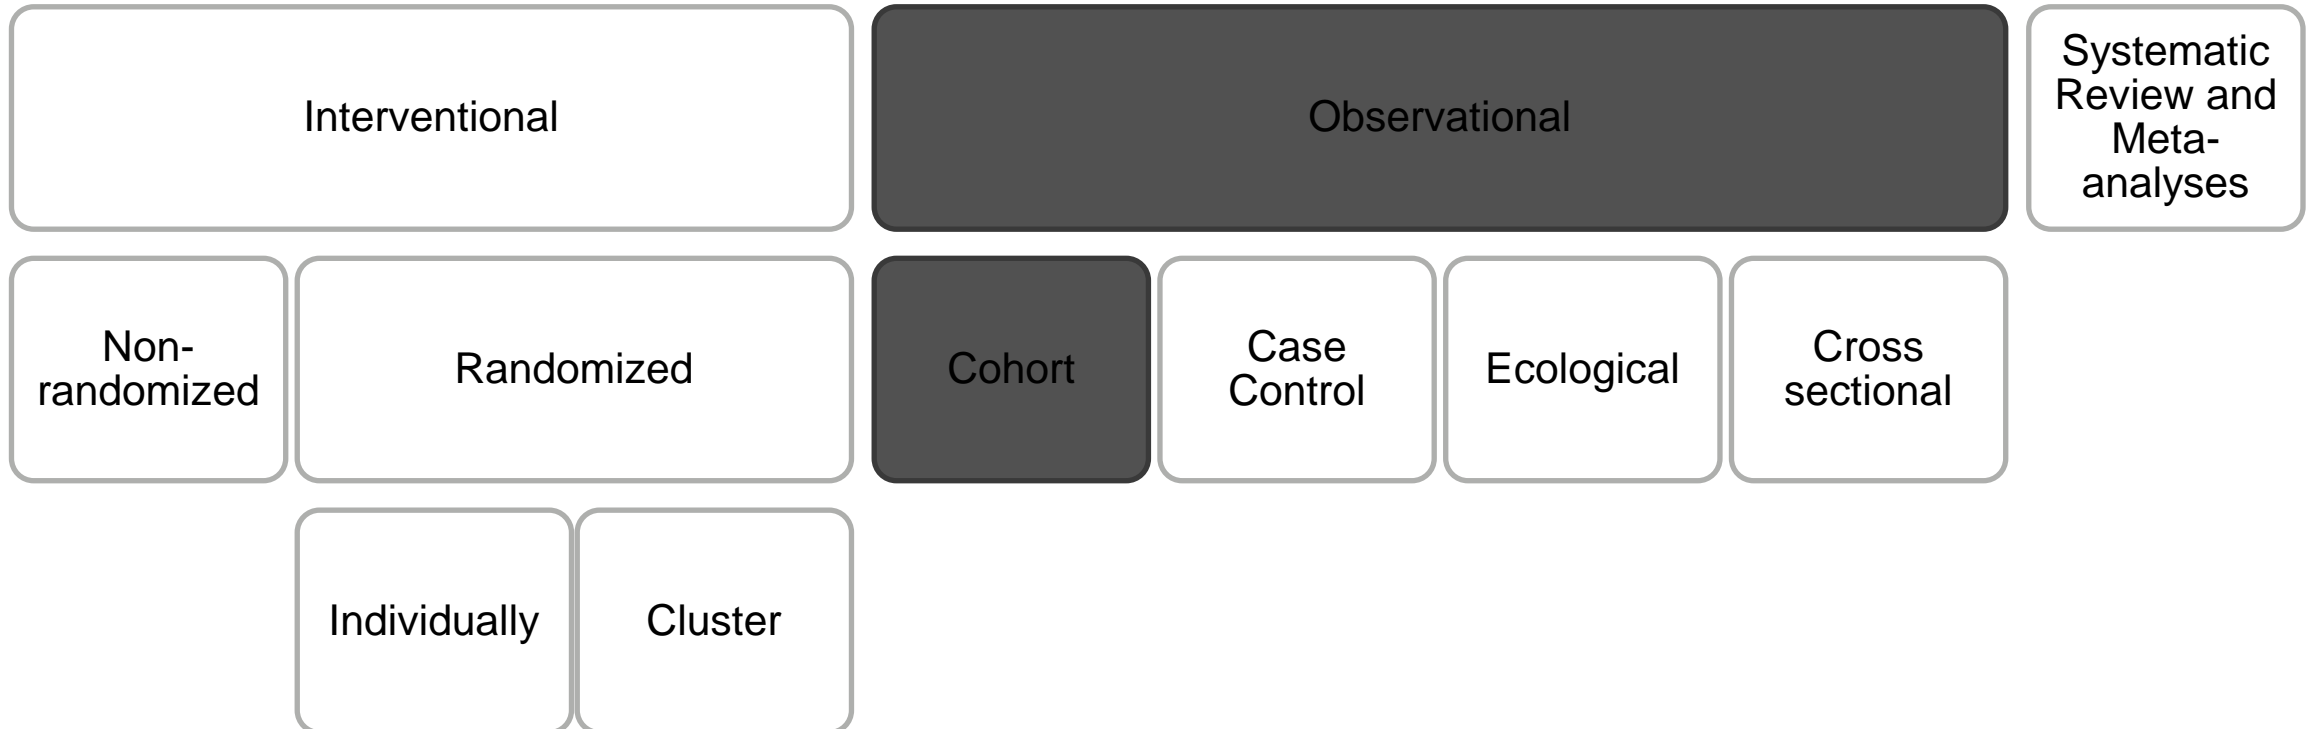 Interventional
Observational
Systematic
Review and
Meta-
analyses
Non-
randomized
Randomized
Cohort
Case
Control
Ecological
Cross
sectional
Individually
Cluster